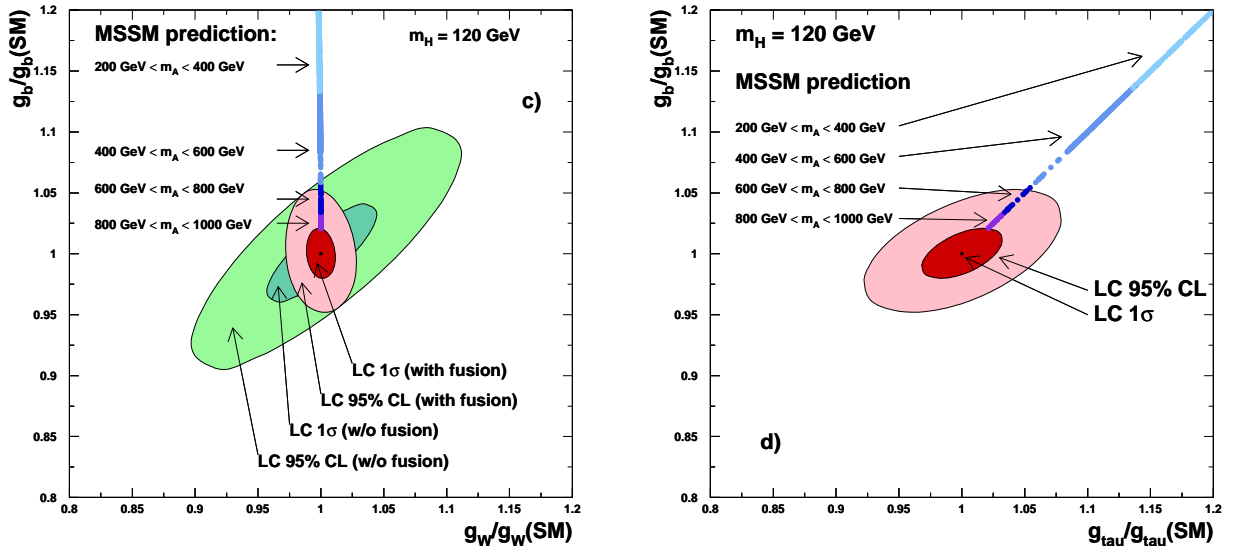 g_b/g_b(SM)
1.2
1.15
1.1
1.05
1
0.95
0.9
0.85
0.8
MSSM prediction:
m_H = 120 GeV
200 GeV < m_A < 400 GeV
c)
400 GeV < m_A < 600 GeV
600 GeV < m_A < 800 GeV
800 GeV < m_A < 1000 GeV
LC 1σ (with fusion)
LC 95% CL (with fusion)
LC 1σ (w/o fusion)
LC 95% CL (w/o fusion)
0.8 0.85 0.9 0.95 1 1.05 1.1 1.15 1.2
g_W/g_W(SM)
g_b/g_b(SM)
1.2
1.15
1.1
1.05
1
0.95
0.9
0.85
0.8
m_H = 120 GeV
MSSM prediction
200 GeV < m_A < 400 GeV
400 GeV < m_A < 600 GeV
600 GeV < m_A < 800 GeV
800 GeV < m_A < 1000 GeV
LC 95% CL
LC 1σ
d)
0.8 0.85 0.9 0.95 1 1.05 1.1 1.15 1.2
g_tau/g_tau(SM)